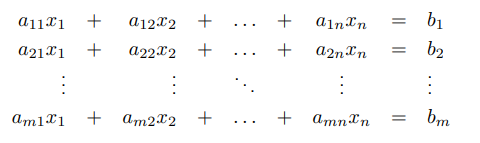 a₁₁x₁ + a₁₂x₂ + … + a₁ₙxₙ = b₁
a₂₁x₁ + a₂₂x₂ + … + a₂ₙxₙ = b₂
⋮ ⋮ ⋱ ⋮ ⋮
aₘ₁x₁ + aₘ₂x₂ + … + aₘₙxₙ = bₘ